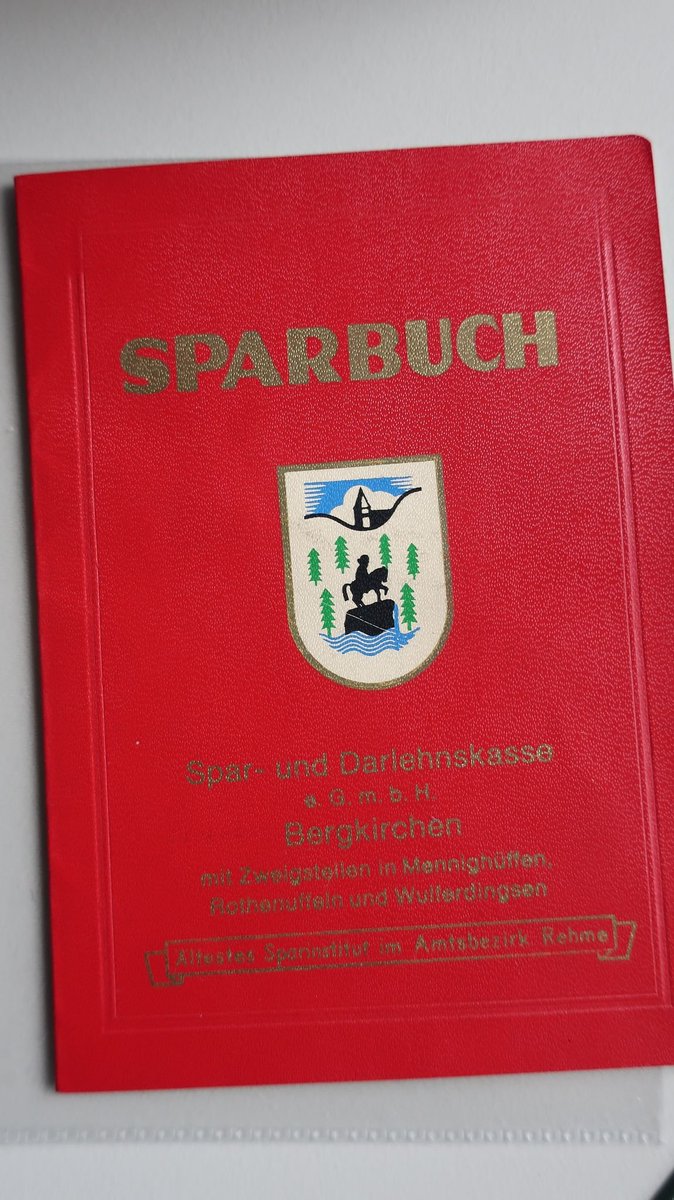 SPARBUCH
Spar- und Darlehnskasse
e. G. m. b. H.
Bergkirchen
mit Zweigstellen in Mennighüffen,
Rothenuffeln und Wulferdingsen
Ältestes Sparinstitut im Amtsbezirk Rehme